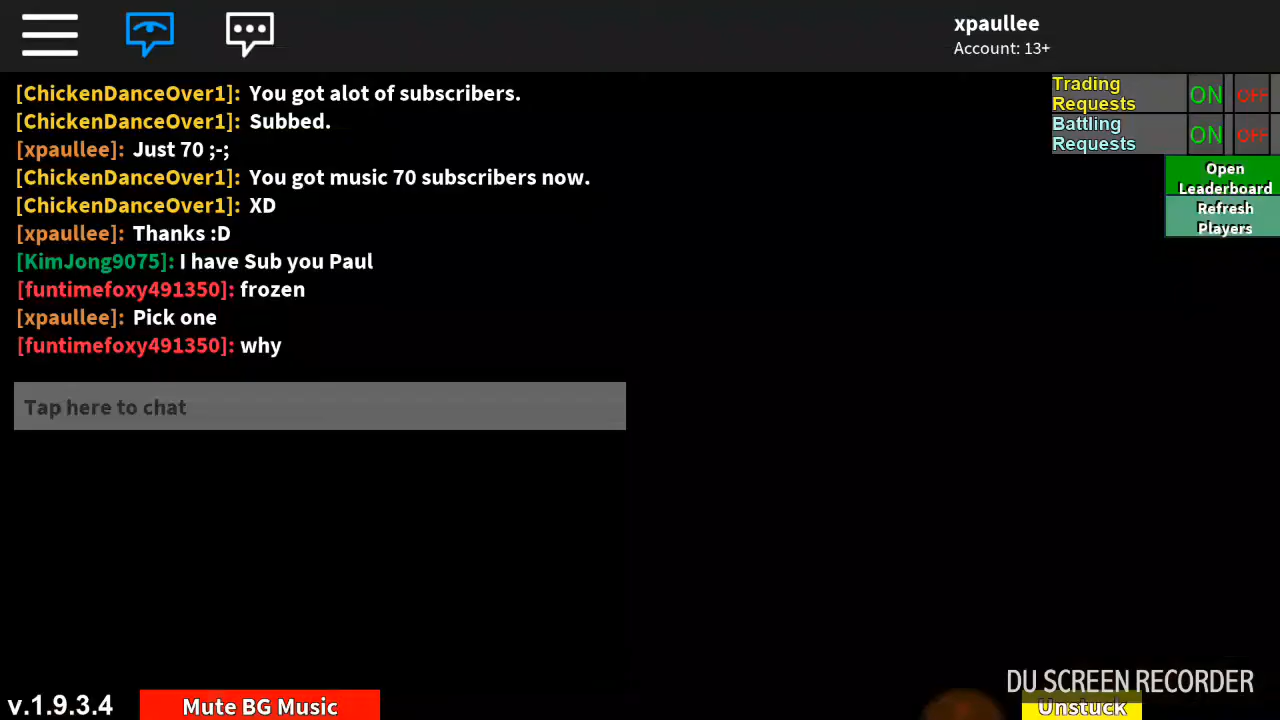 xpaullee
Account: 13+
[ChickenDanceOver1]: You got alot of subscribers.
[ChickenDanceOver1]: Subbed.
[xpaullee]: Just 70 ;-;
[ChickenDanceOver1]: You got music 70 subscribers now.
[ChickenDanceOver1]: XD
[xpaullee]: Thanks :D
[KimJong9075]: I have Sub you Paul
[funtimefoxy491350]: frozen
[xpaullee]: Pick one
[funtimefoxy491350]: why
Tap here to chat
Trading
Requests ON OFF
Battling
Requests ON OFF
Open
Leaderboard
Refresh
Players
DU SCREEN RECORDER
v.1.9.3.4 Mute BG Music Unstuck